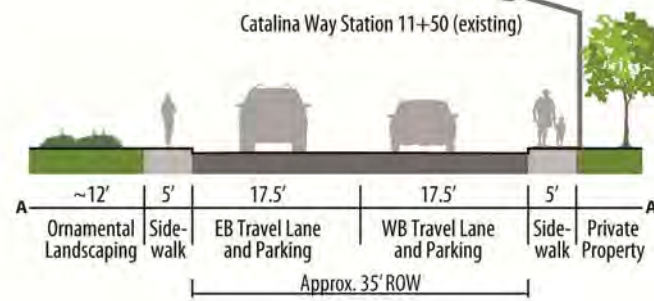 Catalina Way Station 11+50 (existing)
~12' 5' 17.5' 17.5' 5'
A A
Ornamental Landscaping
Side-walk
EB Travel Lane and Parking
WB Travel Lane and Parking
Side-walk
Private Property
Approx. 35' ROW